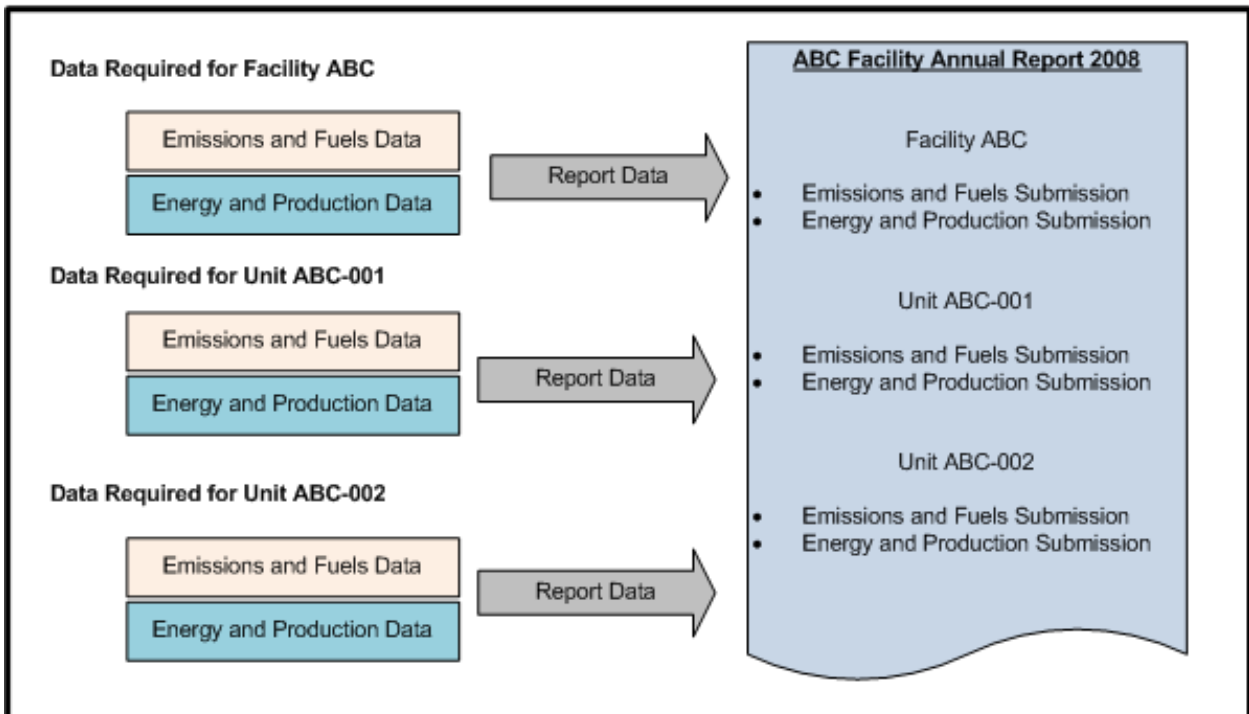 Data Required for Facility ABC
Emissions and Fuels Data
Energy and Production Data
Report Data
Data Required for Unit ABC-001
Emissions and Fuels Data
Energy and Production Data
Report Data
Data Required for Unit ABC-002
Emissions and Fuels Data
Energy and Production Data
Report Data
ABC Facility Annual Report 2008
Facility ABC
• Emissions and Fuels Submission
• Energy and Production Submission
Unit ABC-001
• Emissions and Fuels Submission
• Energy and Production Submission
Unit ABC-002
• Emissions and Fuels Submission
• Energy and Production Submission